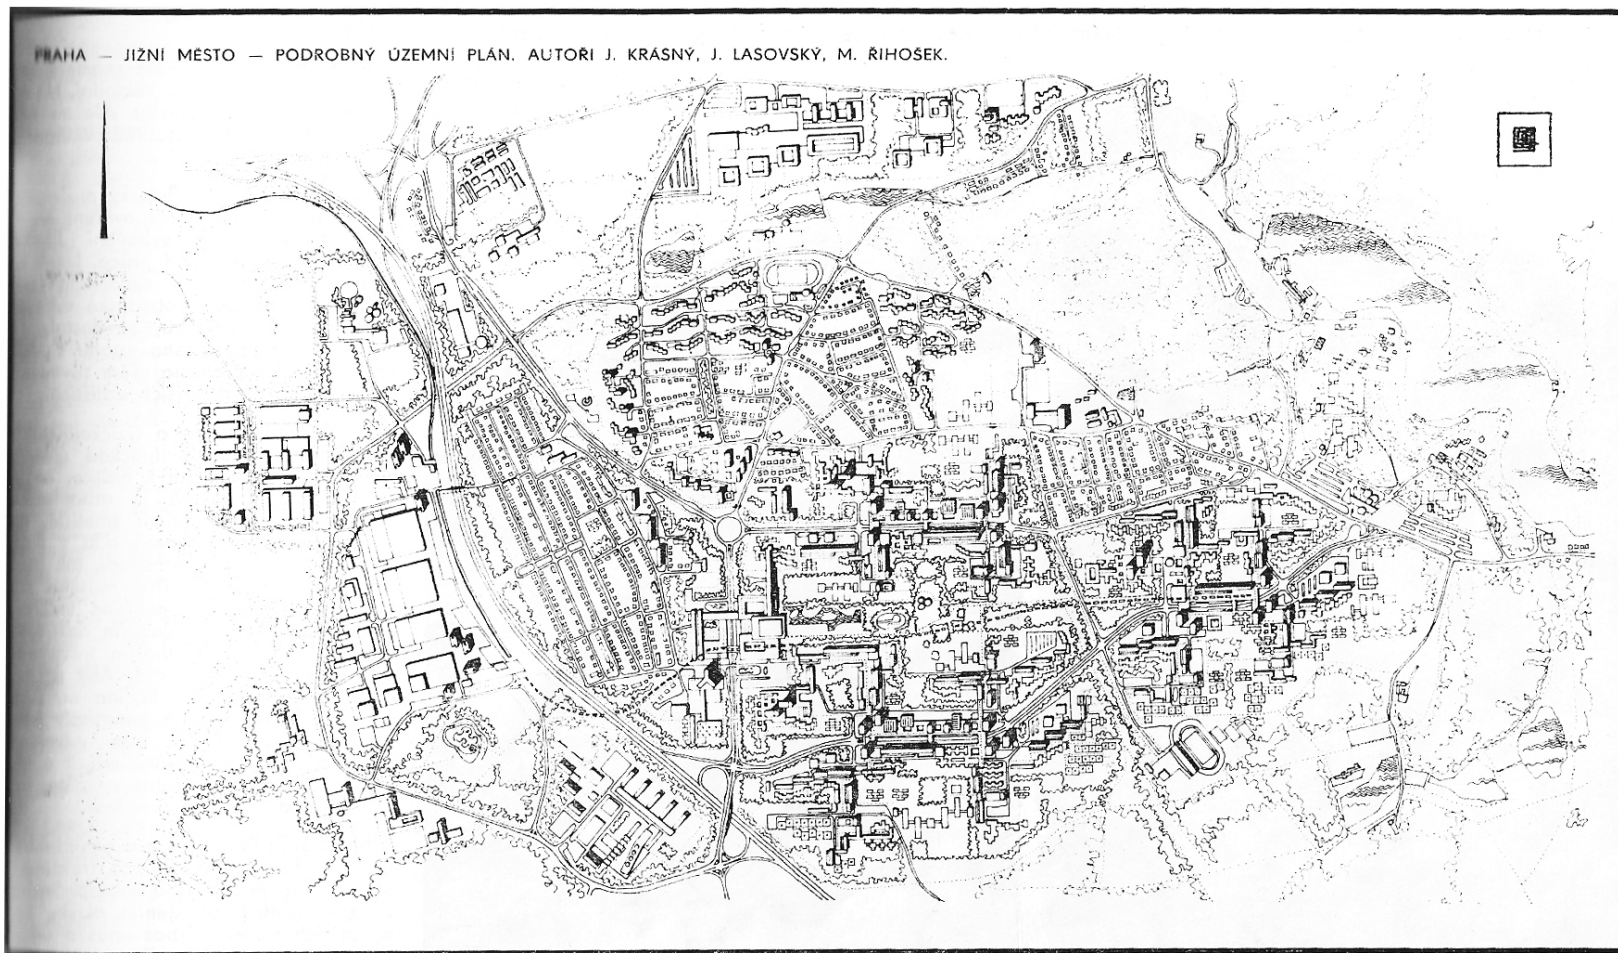 PRAHA — JIŽNÍ MĚSTO — PODROBNÝ ÚZEMNÍ PLÁN. AUTOŘI J. KRÁSNÝ, J. LASOVSKÝ, M. ŘIHOŠEK.